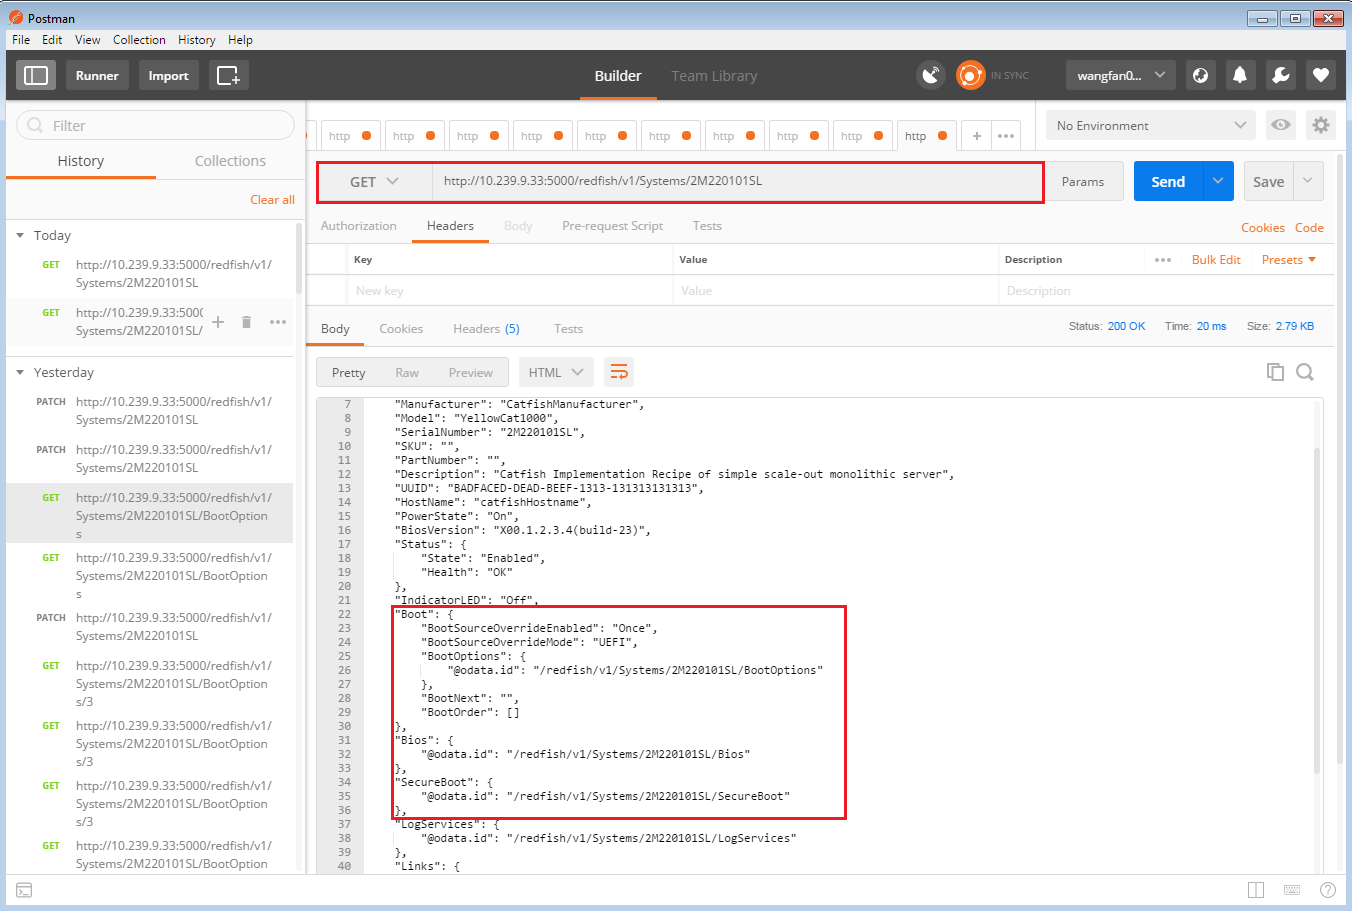 Postman
File Edit View Collection History Help
Runner Import Builder Team Library IN SYNC wangfan0...
Filter
History Collections
Clear all
Today
GET http://10.239.9.33:5000/redfish/v1/
Systems/2M220101SL
GET http://10.239.9.33:5000
Systems/2M220101SL/
Yesterday
PATCH http://10.239.9.33:5000/redfish/v1/
Systems/2M220101SL
PATCH http://10.239.9.33:5000/redfish/v1/
Systems/2M220101SL
GET http://10.239.9.33:5000/redfish/v1/
Systems/2M220101SL/BootOption
s
GET http://10.239.9.33:5000/redfish/v1/
Systems/2M220101SL/BootOption
s
PATCH http://10.239.9.33:5000/redfish/v1/
Systems/2M220101SL
GET http://10.239.9.33:5000/redfish/v1/
Systems/2M220101SL/BootOption
s/3
GET http://10.239.9.33:5000/redfish/v1/
Systems/2M220101SL/BootOption
s/3
GET http://10.239.9.33:5000/redfish/v1/
Systems/2M220101SL/BootOption
s/3
GET http://10.239.9.33:5000/redfish/v1/
Systems/2M220101SL/BootOption
http http http http http http http http http http + No Environment
GET http://10.239.9.33:5000/redfish/v1/Systems/2M220101SL Params Send Save
Authorization Headers Body Pre-request Script Tests Cookies Code
Key Value Description Bulk Edit Presets
New key Value Description
Body Cookies Headers (5) Tests Status: 200 OK Time: 20 ms Size: 2.79 KB
Pretty Raw Preview HTML
7 "Manufacturer": "CatfishManufacturer",
8 "Model": "YellowCat1000",
9 "SerialNumber": "2M220101SL",
10 "SKU": "",
11 "PartNumber": "",
12 "Description": "Catfish Implementation Recipe of simple scale-out monolithic server",
13 "UUID": "BADFACED-DEAD-BEEF-1313-131313131313",
14 "HostName": "catfishHostname",
15 "PowerState": "On",
16 "BiosVersion": "X00.1.2.3.4(build-23)",
17 "Status": {
18 "State": "Enabled",
19 "Health": "OK"
20 },
21 "IndicatorLED": "Off",
22 "Boot": {
23 "BootSourceOverrideEnabled": "Once",
24 "BootSourceOverrideMode": "UEFI",
25 "BootOptions": {
26 "@odata.id": "/redfish/v1/Systems/2M220101SL/BootOptions"
27 },
28 "BootNext": "",
29 "BootOrder": []
30 },
31 "Bios": {
32 "@odata.id": "/redfish/v1/Systems/2M220101SL/Bios"
33 },
34 "SecureBoot": {
35 "@odata.id": "/redfish/v1/Systems/2M220101SL/SecureBoot"
36 },
37 "LogServices": {
38 "@odata.id": "/redfish/v1/Systems/2M220101SL/LogServices"
39 },
40 "Links": {